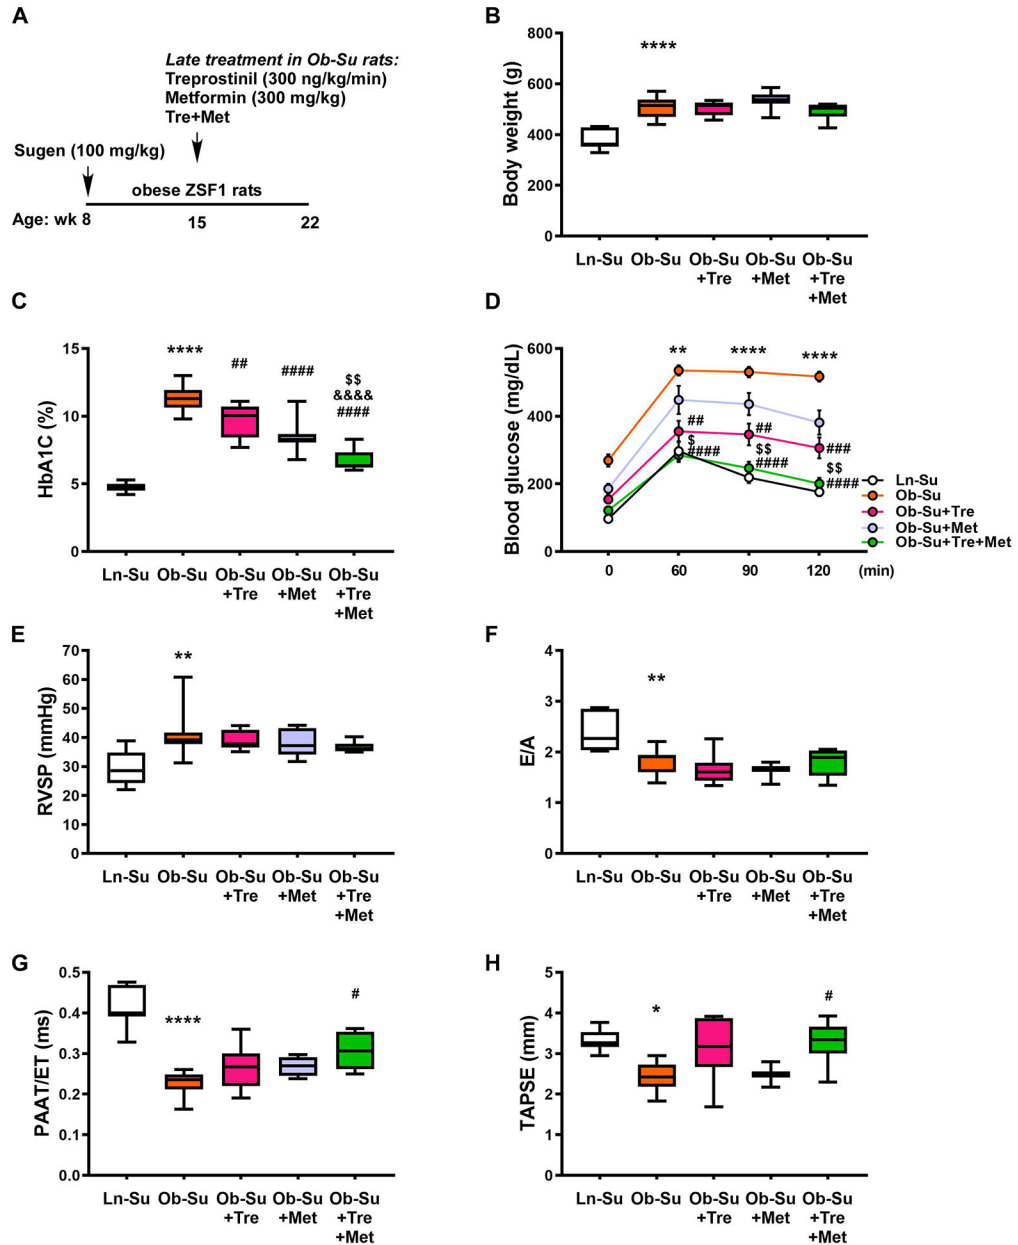 A
Late treatment in Ob-Su rats:
Treprostinil (300 ng/kg/min)
Metformin (300 mg/kg)
Tre+Met
Sugen (100 mg/kg)
obese ZSF1 rats
Age: wk 8
15
22
B
Body weight (g)
800
600
400
200
0
****
Ln-Su
Ob-Su
Ob-Su
+Tre
Ob-Su
+Met
Ob-Su
+Tre
+Met
C
HbA1C (%)
15
10
5
0
****
##
####
$$
&&&&
####
Ln-Su
Ob-Su
Ob-Su
+Tre
Ob-Su
+Met
Ob-Su
+Tre
+Met
D
Blood glucose (mg/dL)
600
400
200
0
**
****
****
##
$
####
##
$$
####
###
$$
####
0
60
90
120
(min)
Ln-Su
Ob-Su
Ob-Su+Tre
Ob-Su+Met
Ob-Su+Tre+Met
E
RVSP (mmHg)
70
60
50
40
30
20
10
0
**
Ln-Su
Ob-Su
Ob-Su
+Tre
Ob-Su
+Met
Ob-Su
+Tre
+Met
F
E/A
4
3
2
1
0
**
Ln-Su
Ob-Su
Ob-Su
+Tre
Ob-Su
+Met
Ob-Su
+Tre
+Met
G
PAAT/ET (ms)
0.5
0.4
0.3
0.2
0.1
0.0
****
#
Ln-Su
Ob-Su
Ob-Su
+Tre
Ob-Su
+Met
Ob-Su
+Tre
+Met
H
TAPSE (mm)
5
4
3
2
1
0
*
#
Ln-Su
Ob-Su
Ob-Su
+Tre
Ob-Su
+Met
Ob-Su
+Tre
+Met